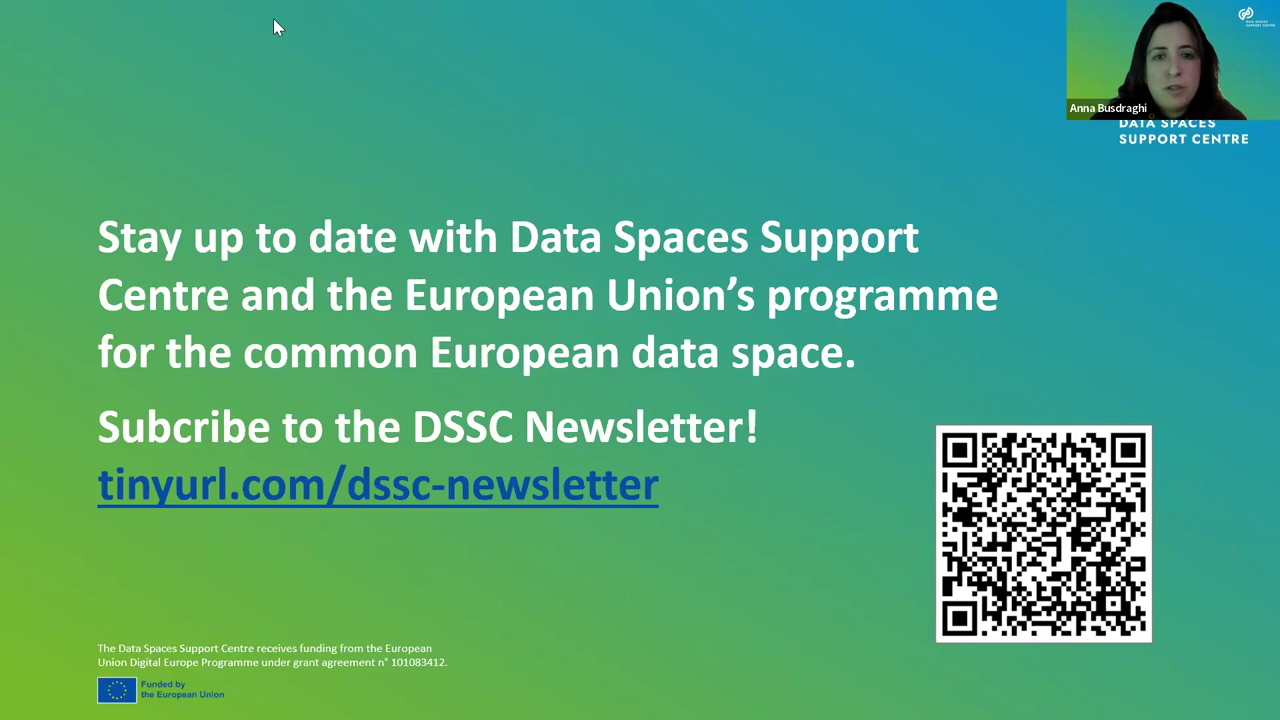 Anna Busdraghi
DATA SPACES
SUPPORT CENTRE
Stay up to date with Data Spaces Support
Centre and the European Union's programme
for the common European data space.
Subcribe to the DSSC Newsletter!
tinyurl.com/dssc-newsletter
The Data Spaces Support Centre receives funding from the European
Union Digital Europe Programme under grant agreement n° 101083412.
Funded by
the European Union